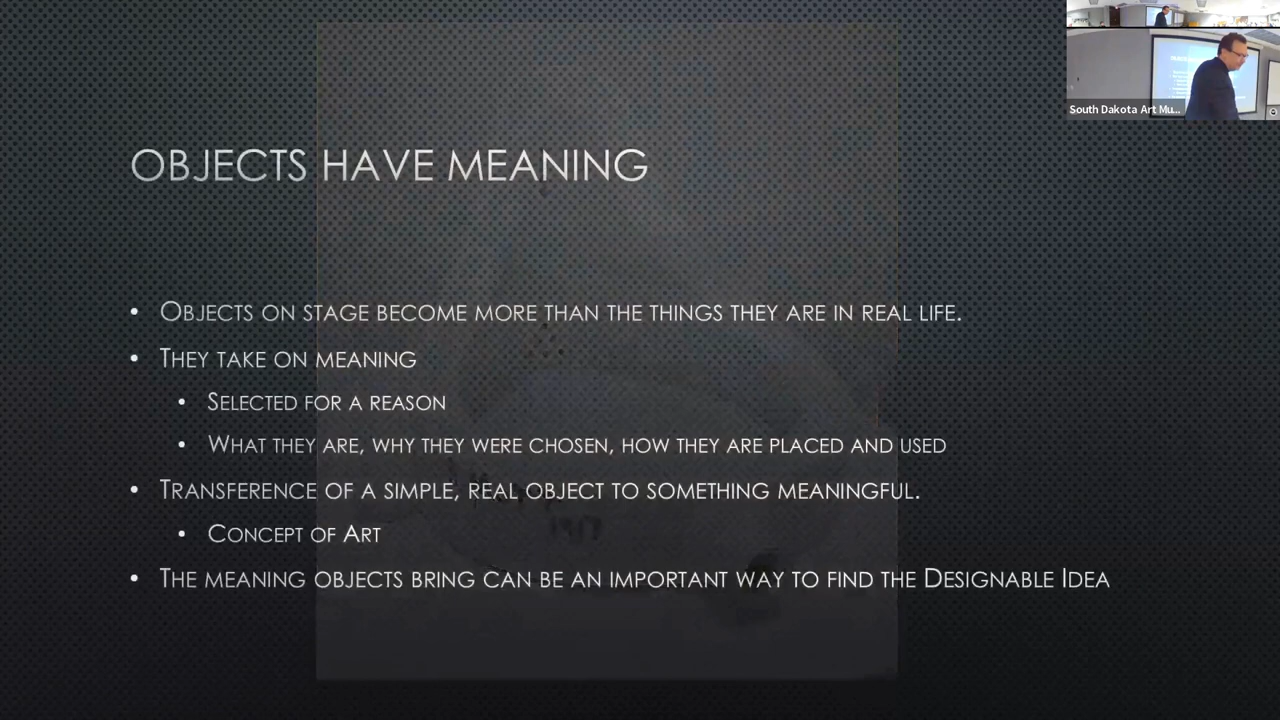 South Dakota Art Mu...
OBJECTS HAVE MEANING
• OBJECTS ON STAGE BECOME MORE THAN THE THINGS THEY ARE IN REAL LIFE.
• THEY TAKE ON MEANING
• SELECTED FOR A REASON
• WHAT THEY ARE, WHY THEY WERE CHOSEN, HOW THEY ARE PLACED AND USED
• TRANSFERENCE OF A SIMPLE, REAL OBJECT TO SOMETHING MEANINGFUL.
• CONCEPT OF ART
• THE MEANING OBJECTS BRING CAN BE AN IMPORTANT WAY TO FIND THE DESIGNABLE IDEA